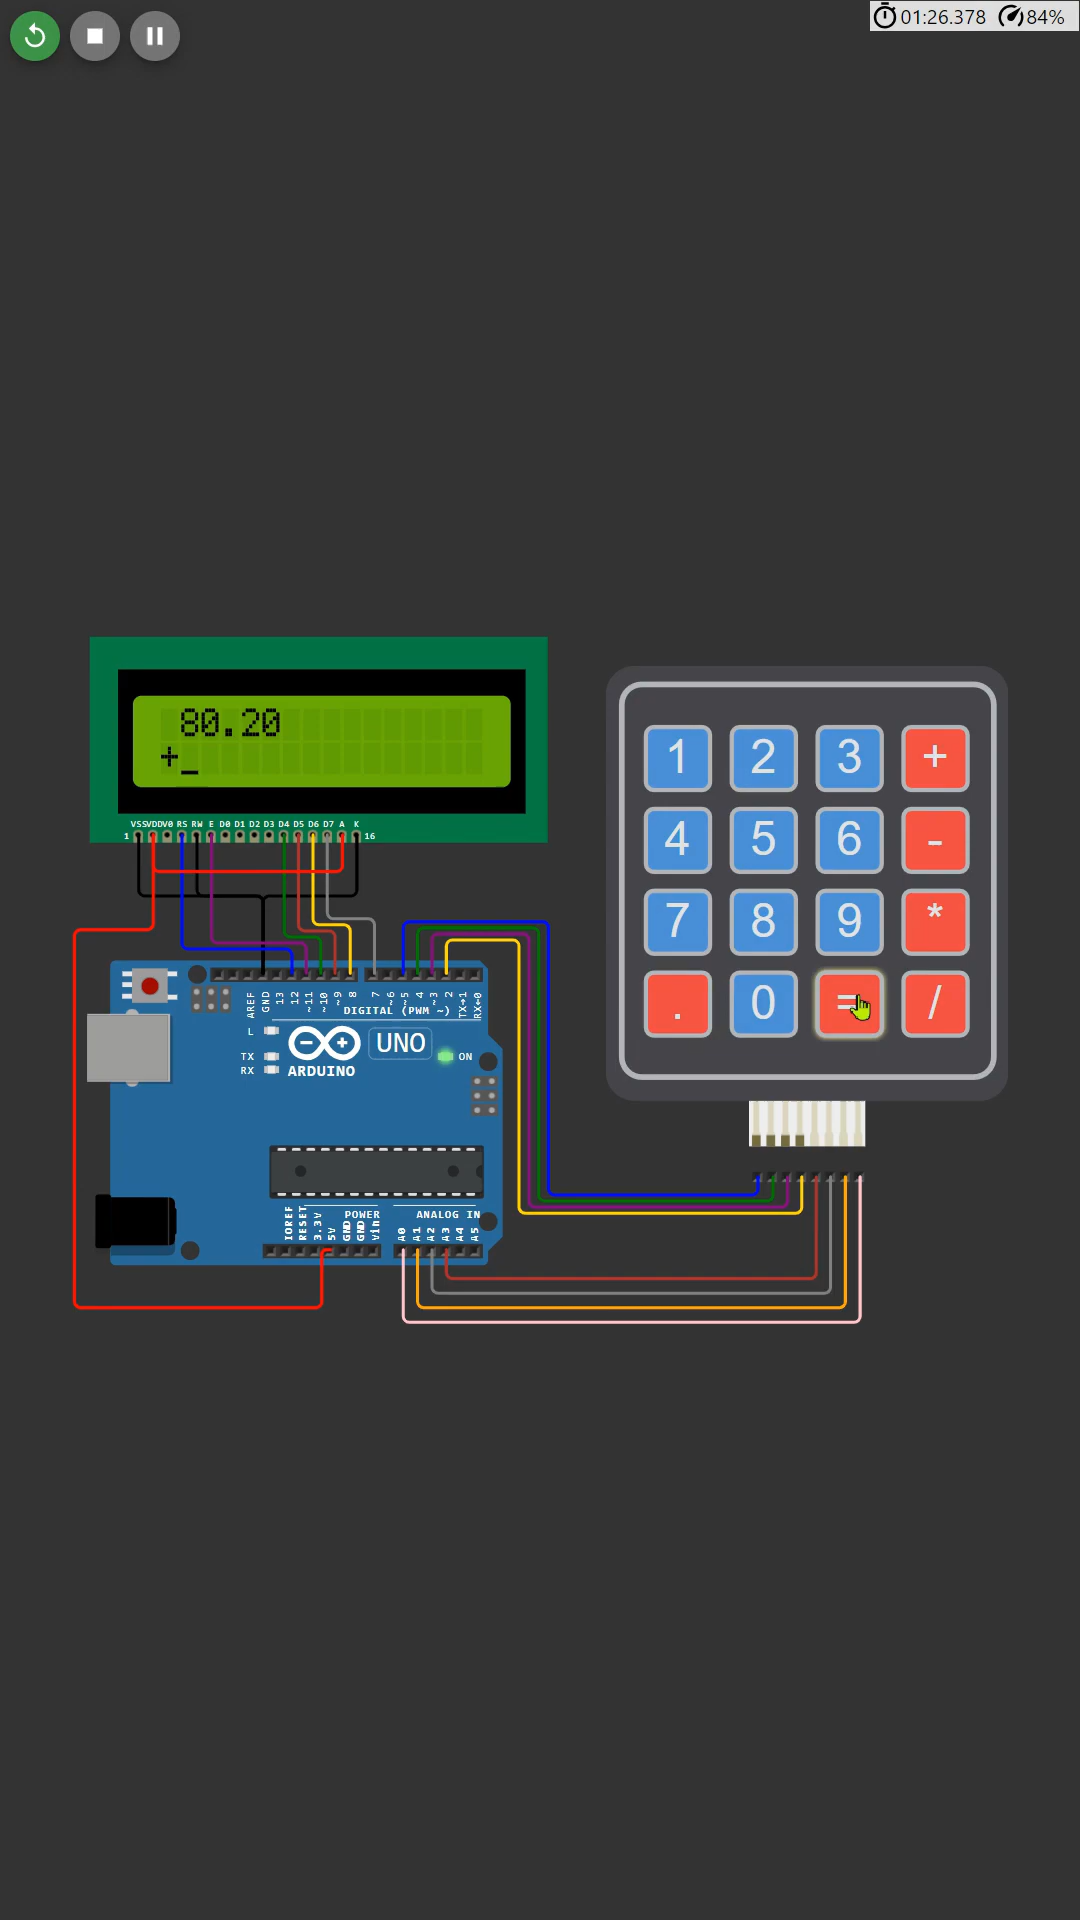 01:26.378 84%
80.20
+_
VSS VDD V0 RS RW E D0 D1 D2 D3 D4 D5 D6 D7 A K
1 16
1 2 3 +
4 5 6 -
7 8 9 *
. 0 = /
AREF GND 13 12 ~11 ~10 ~9 8 7 ~6 ~5 4 ~3 2 TX→1 RX←0
DIGITAL (PWM ~)
L
TX
RX
UNO
ON
ARDUINO
POWER
ANALOG IN
IOREF RESET 3.3V 5V GND GND Vin A0 A1 A2 A3 A4 A5